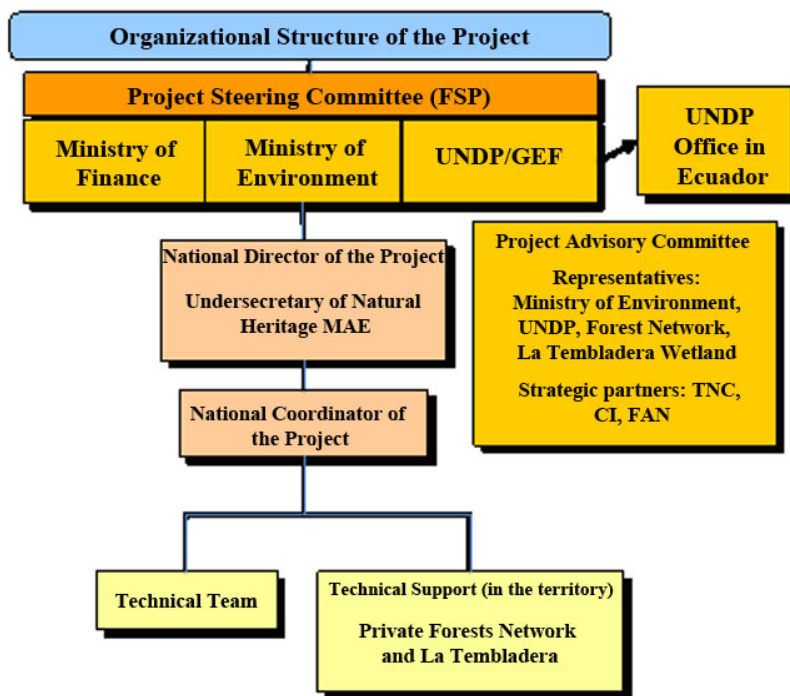 Organizational Structure of the Project
Project Steering Committee (FSP)
Ministry of
Finance
Ministry of
Environment
UNDP/GEF
UNDP
Office in
Ecuador
National Director of the Project
Undersecretary of Natural
Heritage MAE
Project Advisory Committee
Representatives:
Ministry of Environment,
UNDP, Forest Network,
La Tembladera Wetland
Strategic partners: TNC,
CI, FAN
National Coordinator of
the Project
Technical Team
Technical Support (in the territory)
Private Forests Network
and La Tembladera